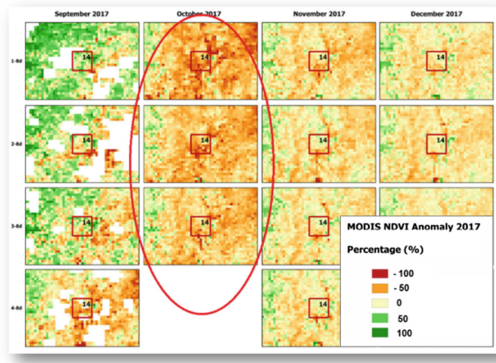 September 2017 October 2017 November 2017 December 2017
1-8d 14 14 14 14
2-8d 14 14 14 14
3-8d 14 14 14
4-8d 14 14
MODIS NDVI Anomaly 2017
Percentage (%)
- 100
- 50
0
50
100